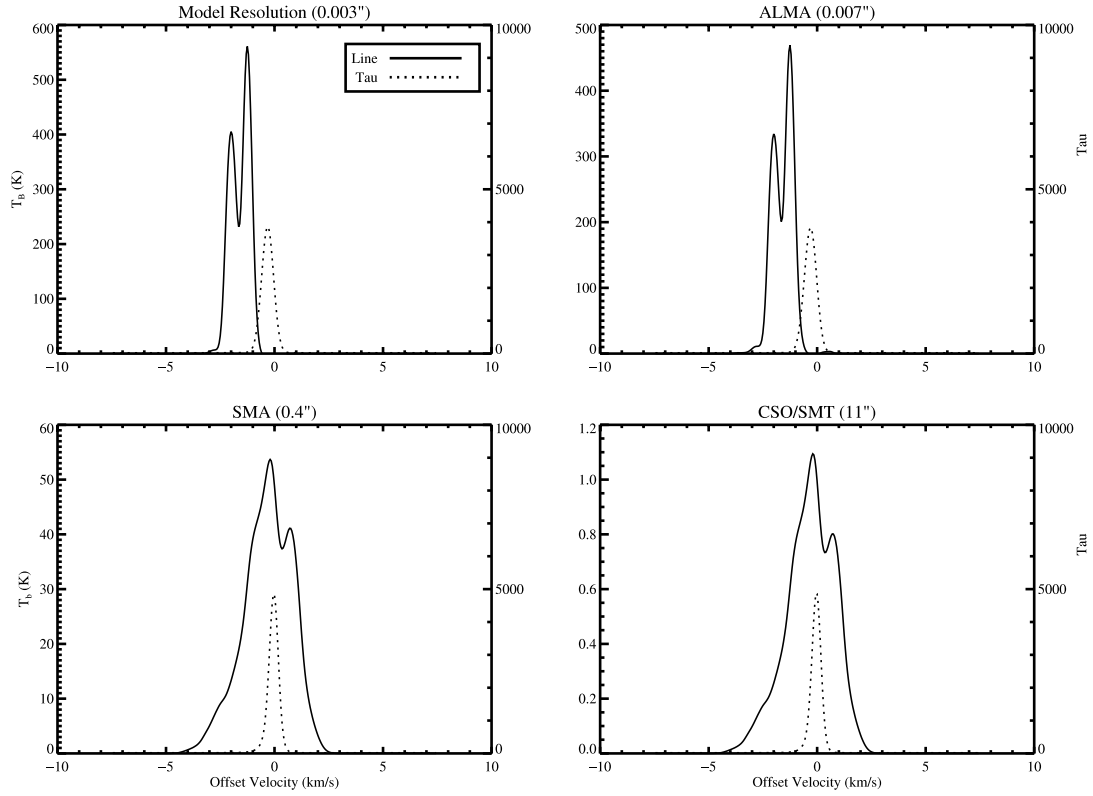 Model Resolution (0.003")
ALMA (0.007")
600
500
400
300
200
100
0
T_B (K)
10000
5000
0
Line
Tau
−10 −5 0 5 10
500
400
300
200
100
0
10000
5000
0
Tau
−10 −5 0 5 10
SMA (0.4")
CSO/SMT (11")
60
50
40
30
20
10
0
T_b (K)
10000
5000
0
−10 −5 0 5 10
Offset Velocity (km/s)
1.2
1.0
0.8
0.6
0.4
0.2
0.0
10000
5000
0
Tau
−10 −5 0 5 10
Offset Velocity (km/s)